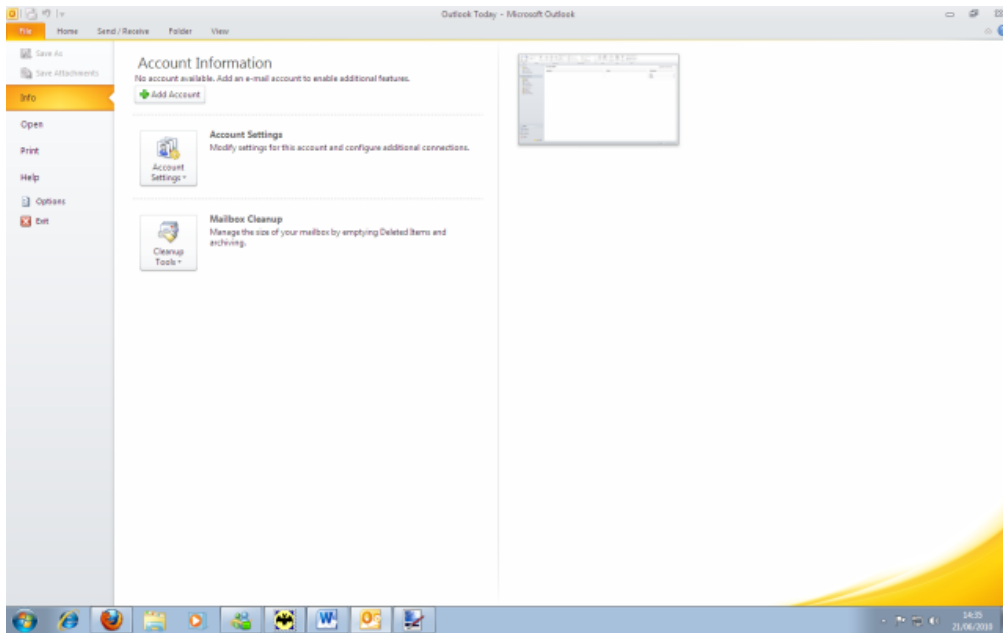 Outlook Today - Microsoft Outlook
File Home Send / Receive Folder View
Save As
Save Attachments
Info
Open
Print
Help
Options
Exit
Account Information
No account available. Add an e-mail account to enable additional features.
Add Account
Account Settings
Modify settings for this account and configure additional connections.
Account
Settings
Mailbox Cleanup
Manage the size of your mailbox by emptying Deleted Items and
archiving.
Cleanup
Tools
14:35
21/06/2010